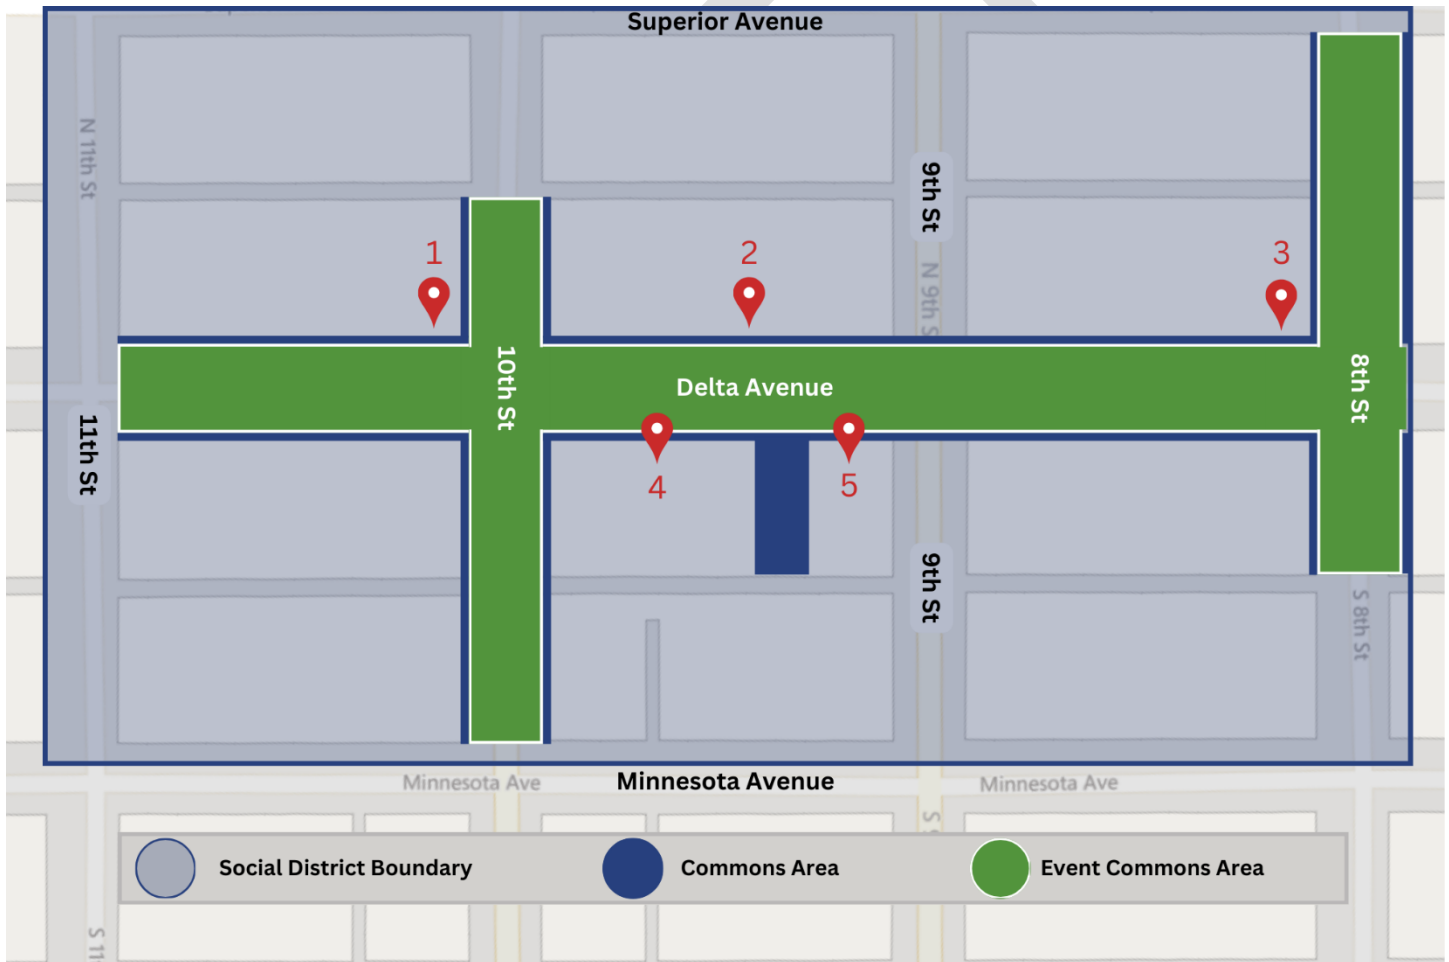 Superior Avenue
N 11th St
9th St
1
2
3
N 9th S
10th St
Delta Avenue
8th St
11th St
4
5
9th St
S 8th St
Minnesota Ave
Minnesota Avenue
Minnesota Ave
Social District Boundary
Commons Area
Event Commons Area
S 11